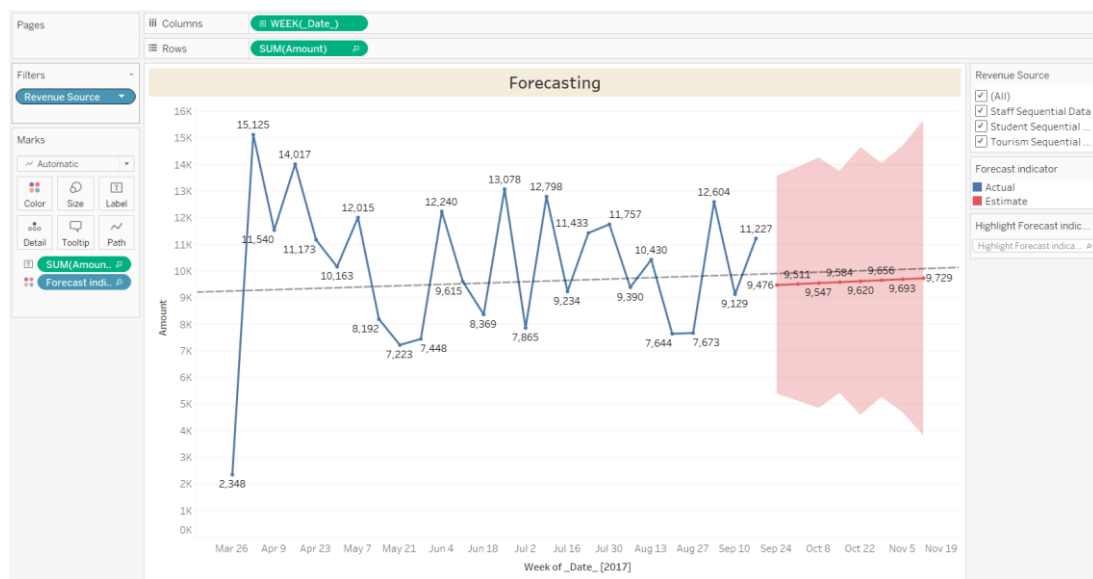 Pages
Columns
WEEK(_Date_)
Rows
SUM(Amount)
Filters
Revenue Source
Marks
Automatic
Color
Size
Label
Detail
Tooltip
Path
SUM(Amoun..
Forecast indi..
Forecasting
16K
15K
14K
13K
12K
11K
10K
9K
8K
7K
6K
5K
4K
3K
2K
1K
0K
Amount
2,348
15,125
11,540
14,017
11,173
10,163
12,015
8,192
7,223
7,448
12,240
9,615
8,369
13,078
7,865
12,798
9,234
11,433
11,757
9,390
10,430
7,644
7,673
12,604
9,129
11,227
9,476
9,511
9,547
9,584
9,620
9,656
9,693
9,729
Mar 26
Apr 9
Apr 23
May 7
May 21
Jun 4
Jun 18
Jul 2
Jul 16
Jul 30
Aug 13
Aug 27
Sep 10
Sep 24
Oct 8
Oct 22
Nov 5
Nov 19
Week of _Date_ [2017]
Revenue Source
(All)
Staff Sequential Data
Student Sequential ...
Tourism Sequential ...
Forecast indicator
Actual
Estimate
Highlight Forecast indic...
Highlight Forecast indica...